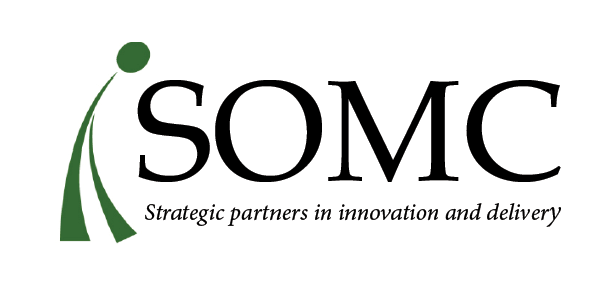 SOMC
Strategic partners in innovation and delivery